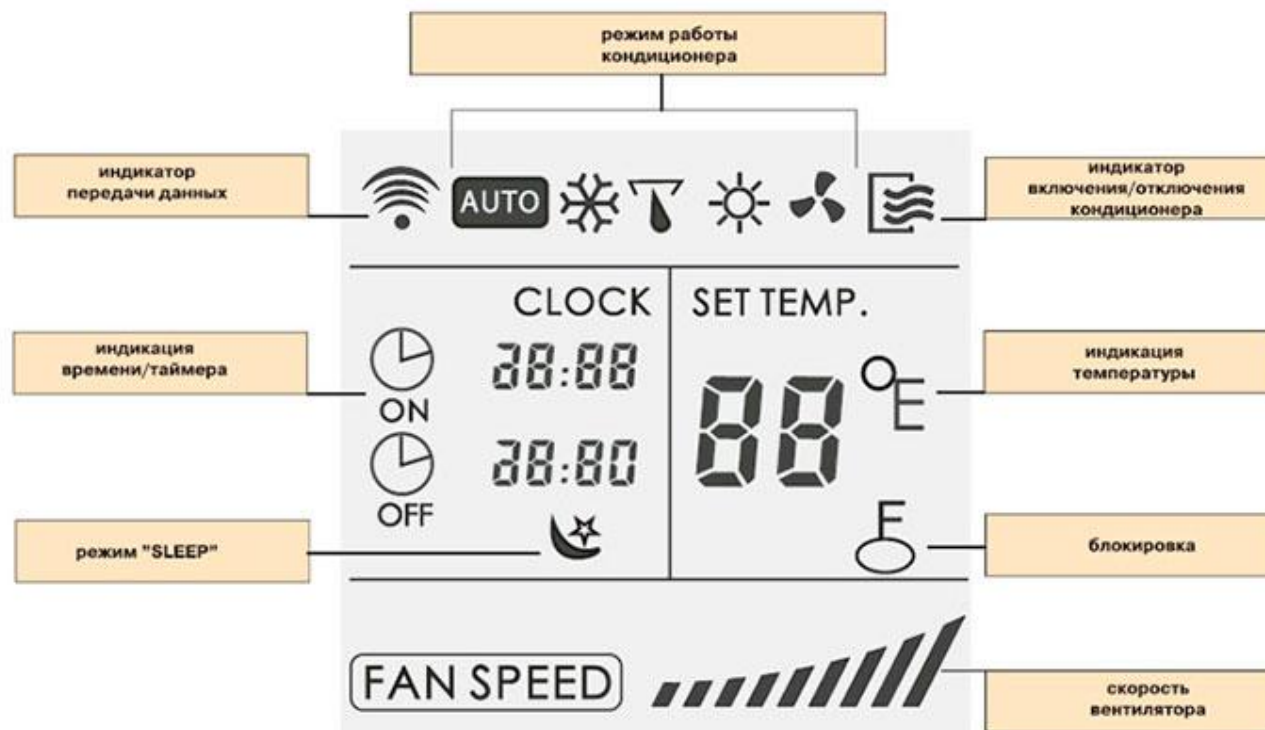 режим работы
кондиционера
индикатор
передачи данных
AUTO
индикатор
включения/отключения
кондиционера
CLOCK
SET TEMP.
индикация
времени/таймера
88:88
88
°E
индикация
температуры
ON
88:80
OFF
режим "SLEEP"
блокировка
FAN SPEED
скорость
вентилятора